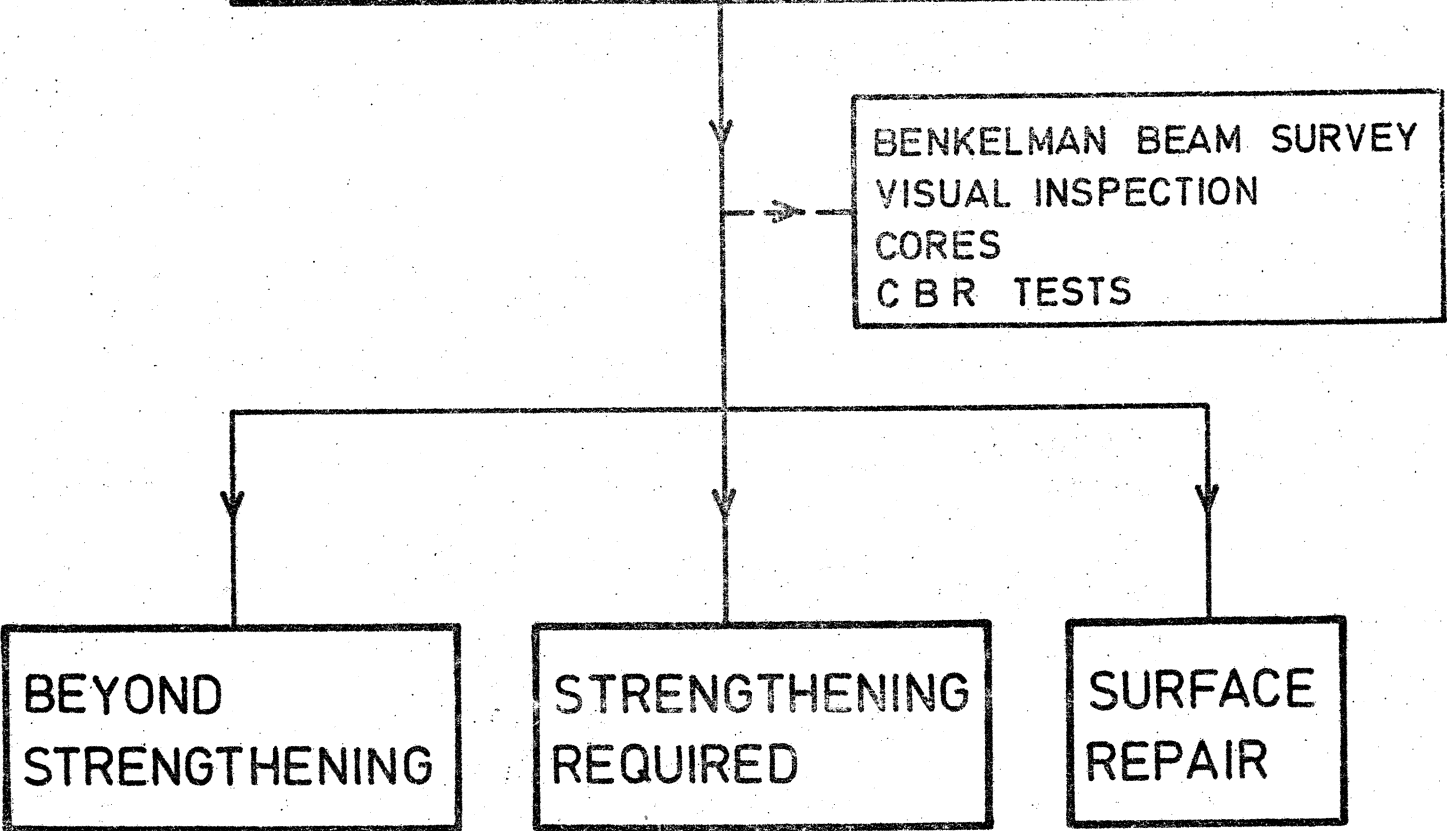 BENKELMAN BEAM SURVEY
VISUAL INSPECTION
CORES
C B R TESTS
BEYOND
STRENGTHENING
STRENGTHENING
REQUIRED
SURFACE
REPAIR